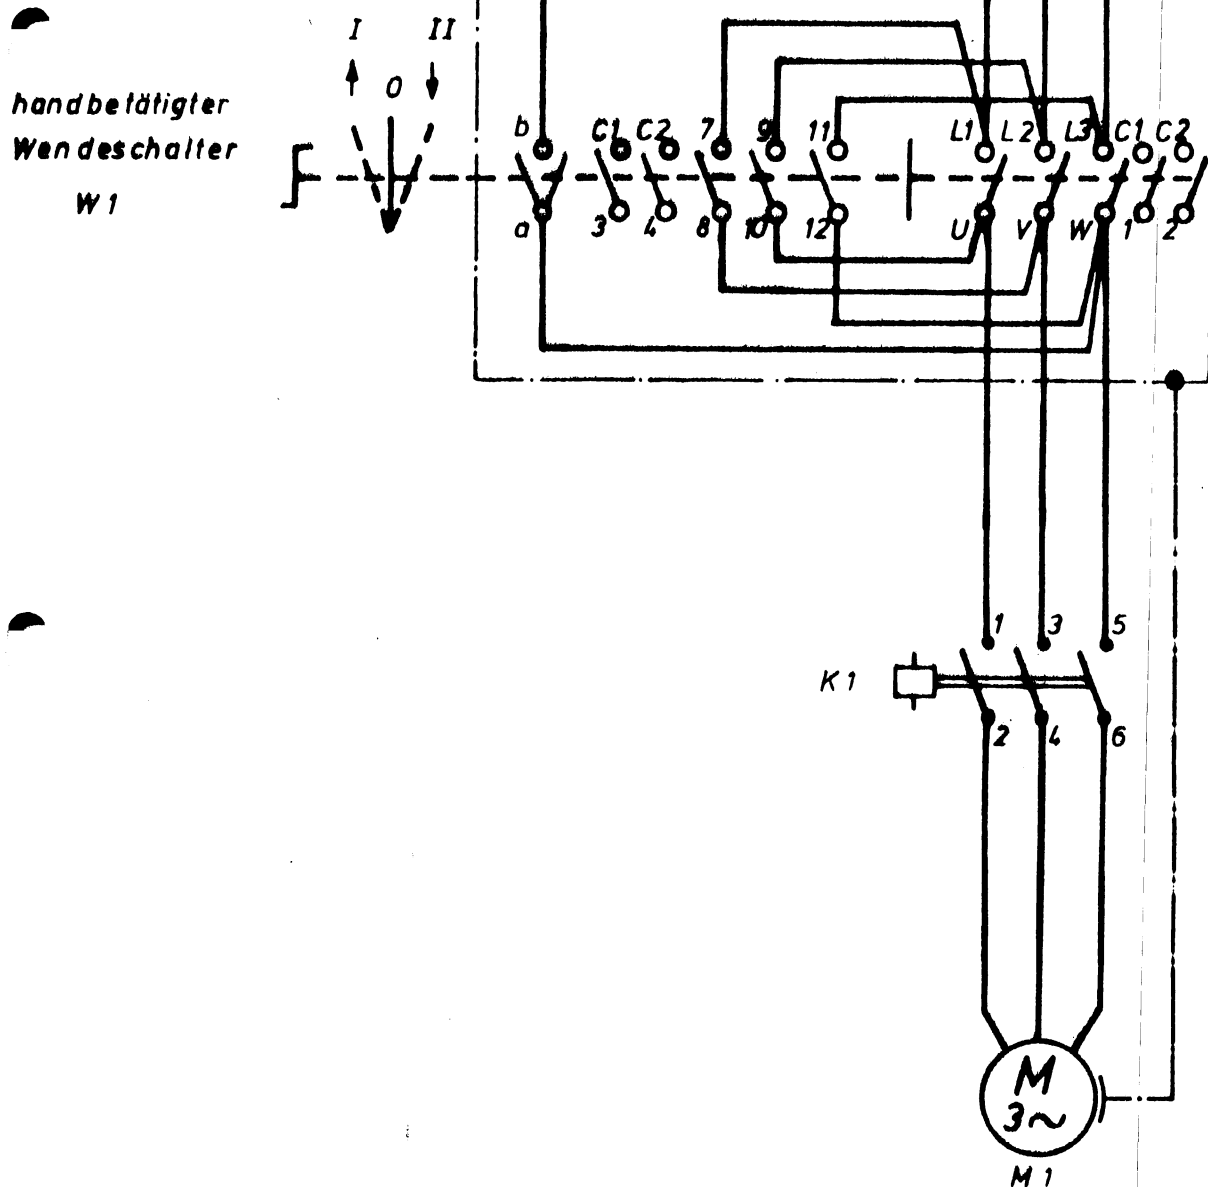 I II
0
handbetätigter
Wendeschalter
W1
b C1 C2 7 9 11 L1 L2 L3 C1 C2
a 3 4 8 10 12 U V W 1 2
1 3 5
K1
2 4 6
M
3~
M1